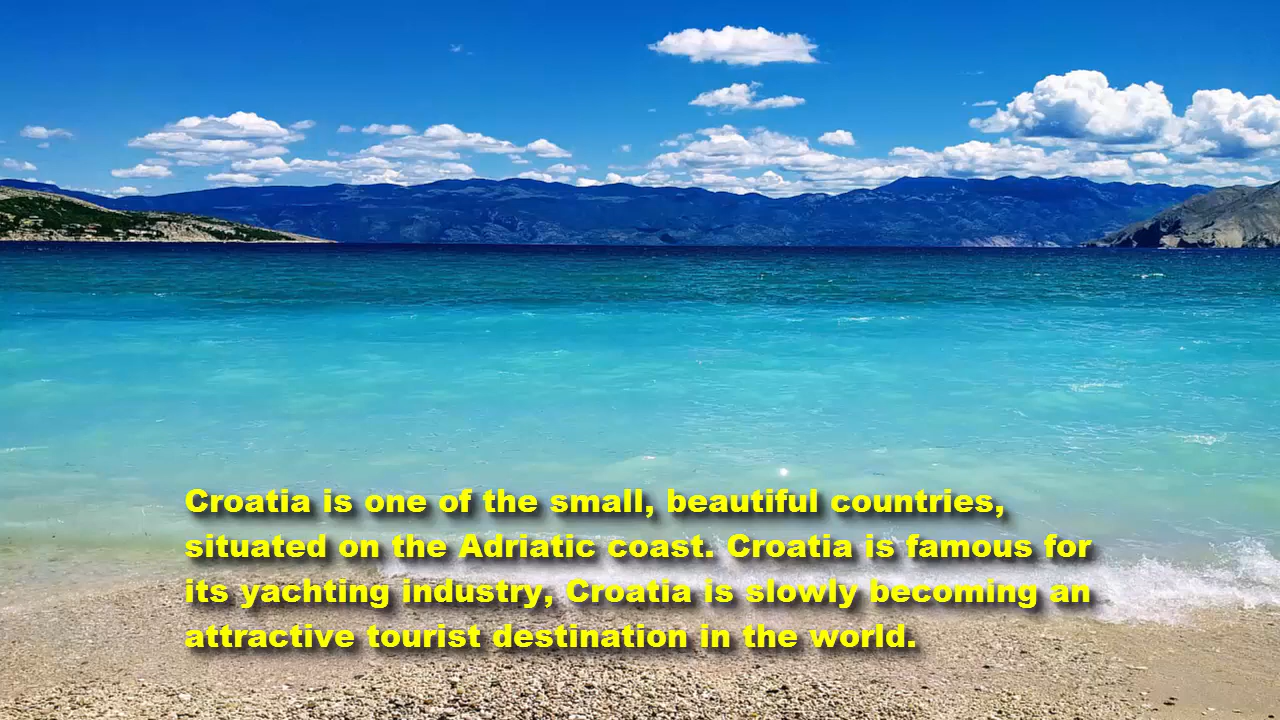 Croatia is one of the small, beautiful countries,
situated on the Adriatic coast. Croatia is famous for
its yachting industry, Croatia is slowly becoming an
attractive tourist destination in the world.